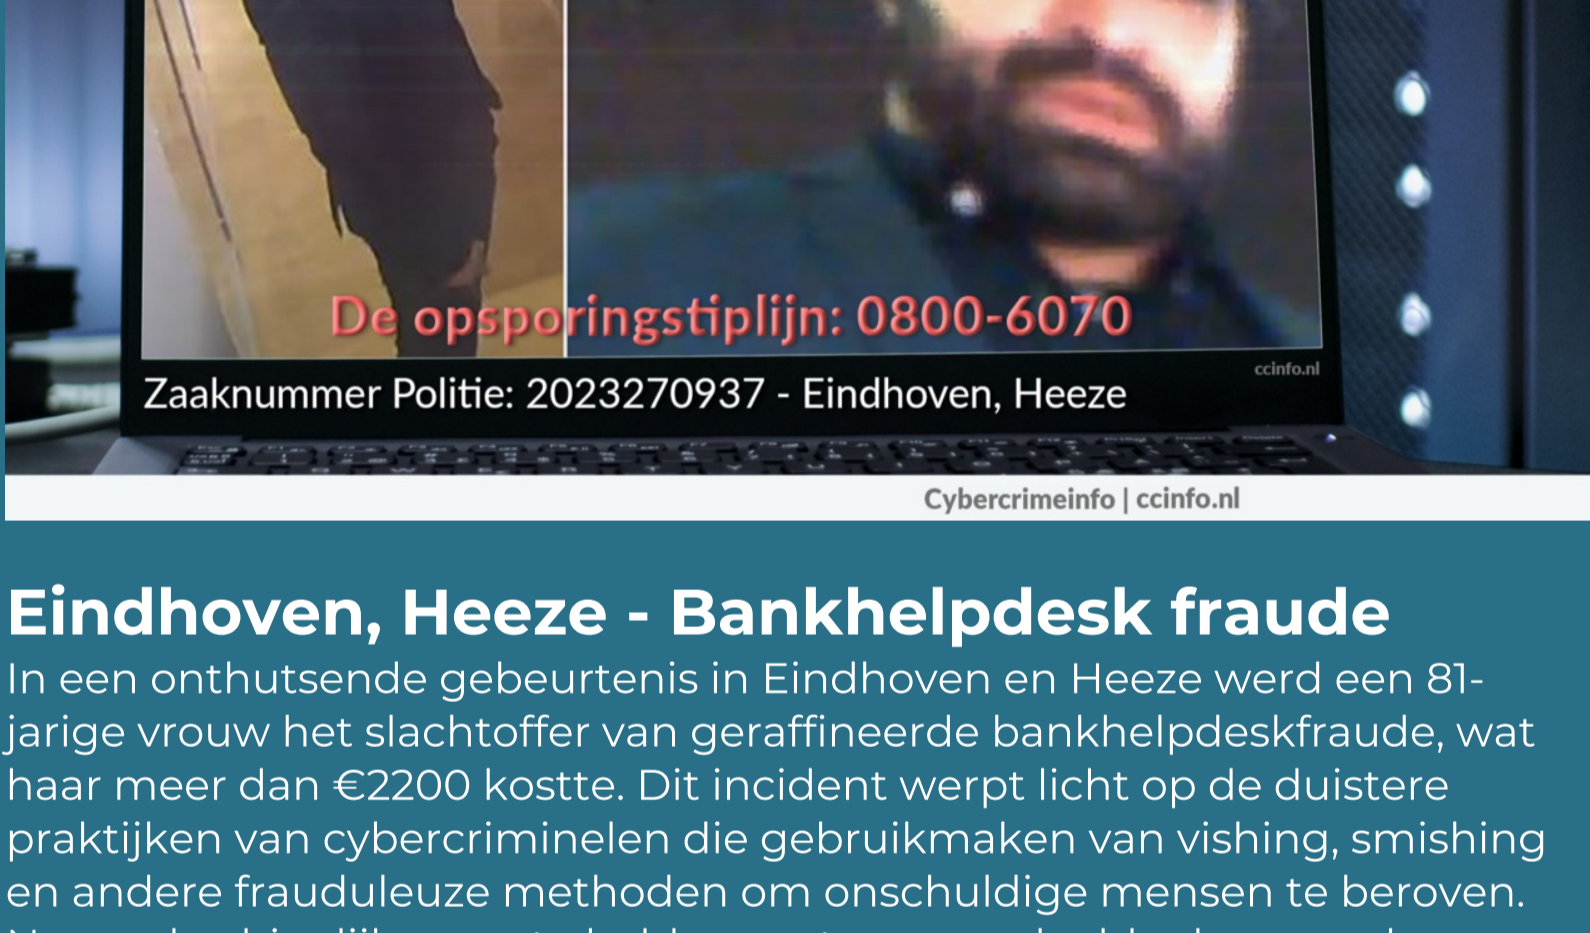 De opsporingstiplijn: 0800-6070
ccinfo.nl
Zaaknummer Politie: 2023270937 - Eindhoven, Heeze
Cybercrimeinfo | ccinfo.nl
Eindhoven, Heeze - Bankhelpdesk fraude
In een onthutsende gebeurtenis in Eindhoven en Heeze werd een 81-
jarige vrouw het slachtoffer van geraffineerde bankhelpdeskfraude, wat
haar meer dan €2200 kostte. Dit incident werpt licht op de duistere
praktijken van cybercriminelen die gebruikmaken van vishing, smishing
en andere frauduleuze methoden om onschuldige mensen te beroven.